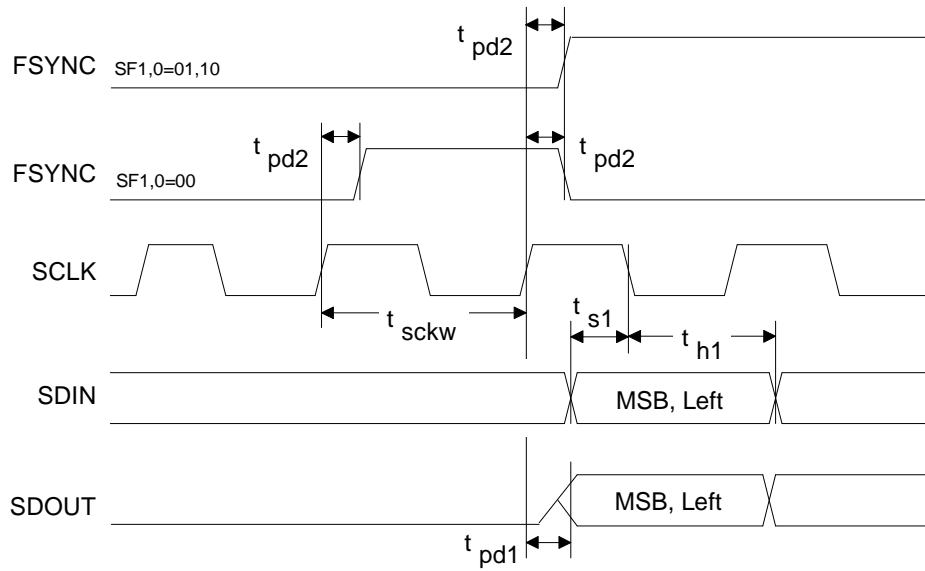 t pd2
FSYNC SF1,0=01,10
t pd2
t pd2
FSYNC SF1,0=00
SCLK
t sckw
t s1
t h1
SDIN
MSB, Left
SDOUT
MSB, Left
t pd1